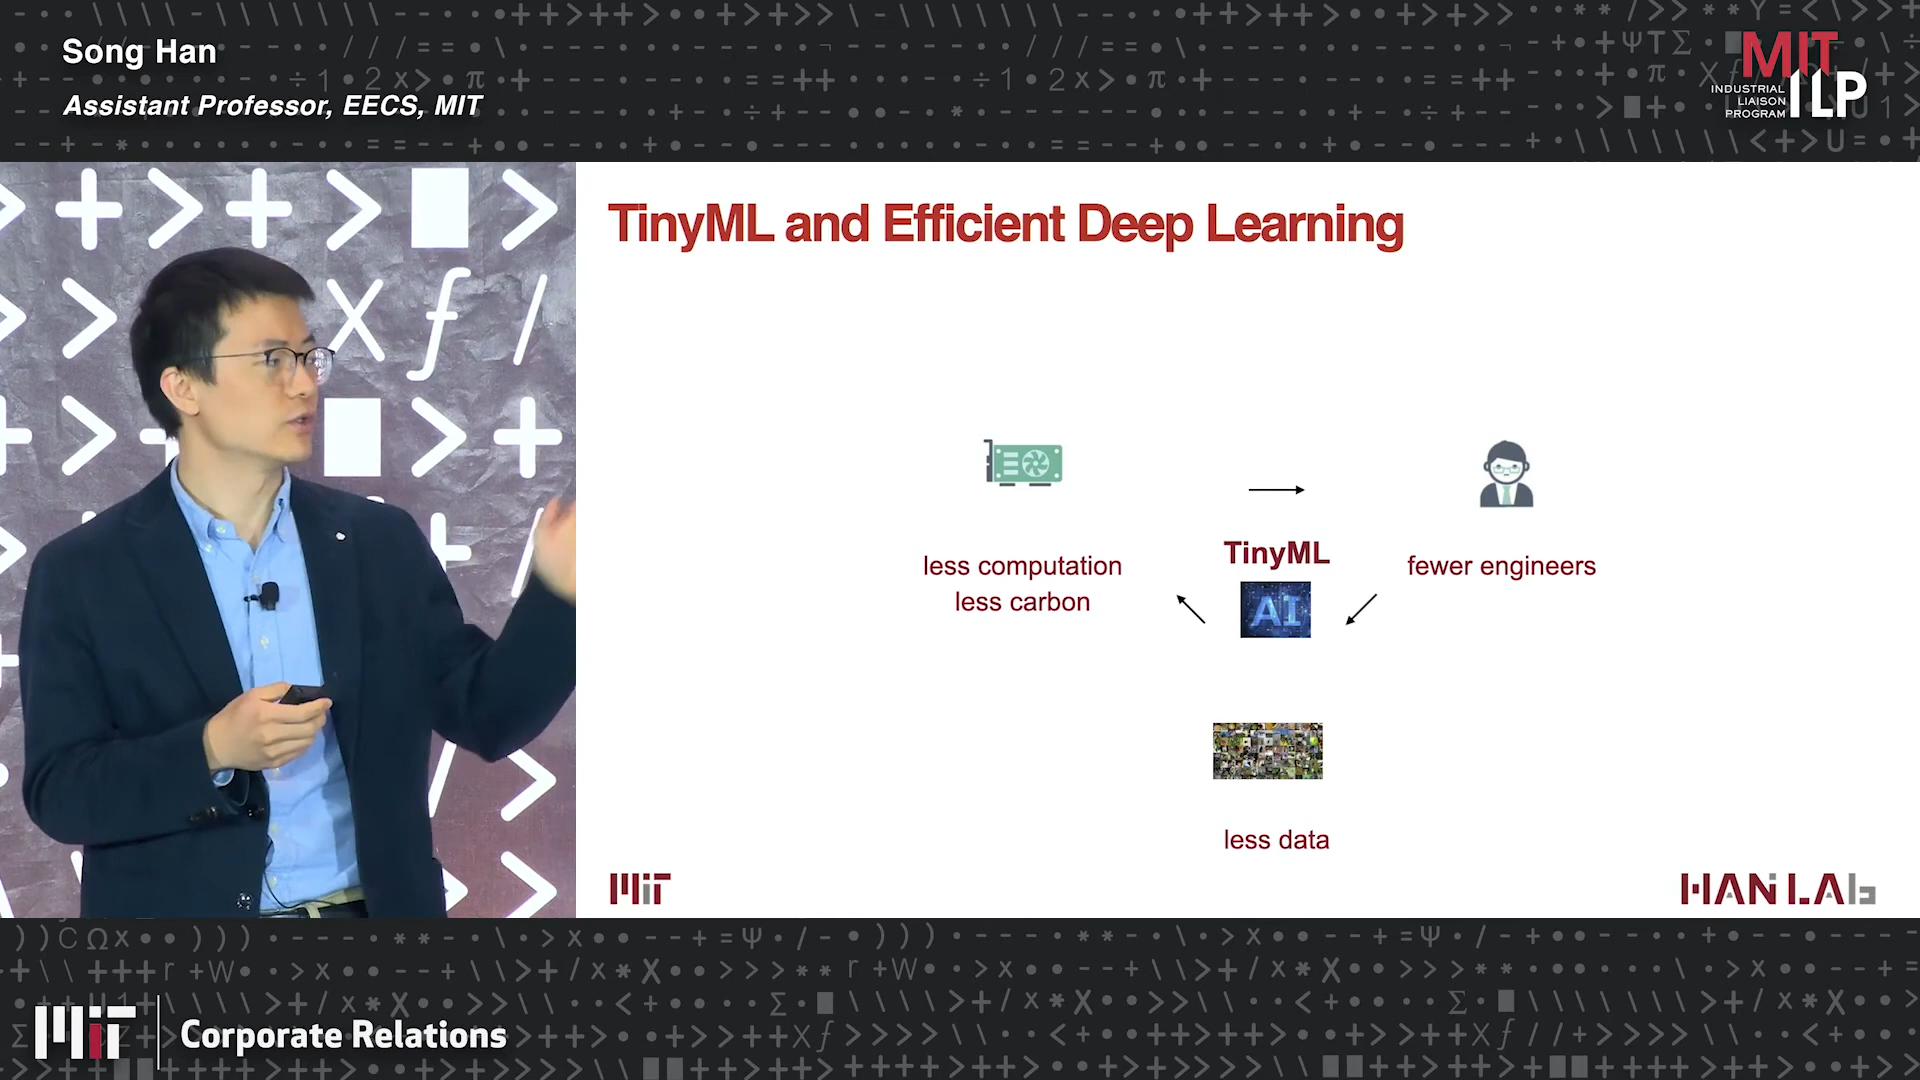 Song Han
Assistant Professor, EECS, MIT
MIT
INDUSTRIAL
LIAISON
PROGRAM
ILP
TinyML and Efficient Deep Learning
less computation
less carbon
TinyML
AI
fewer engineers
less data
MIT
HAN LAb
MIT
Corporate Relations